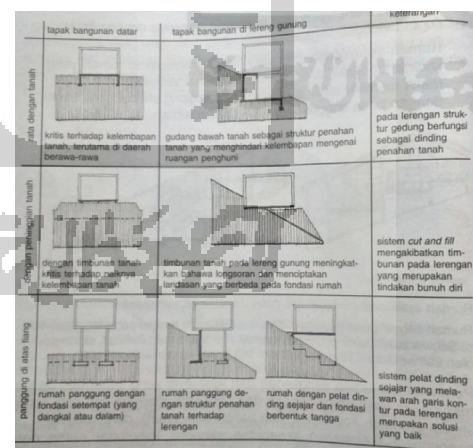 tapak bangunan datar
tapak bangunan di lereng gunung
keterangan
rata dengan tanah
kritis terhadap kelembapan
tanah, terutama di daerah
berawa-rawa
gudang bawah tanah sebagai struktur penahan
tanah yang menghindari kelembapan mengenai
ruangan penghuni
pada lerengan struk-
tur gedung berfungsi
sebagai dinding
penahan tanah
dengan peninggian tanah
dengan timbunan tanah
kritis terhadap naiknya
kelembapan tanah
timbunan tanah pada lereng gunung meningkat-
kan bahawa longsoran dan menciptakan
landasan yang berbeda pada fondasi rumah
sistem cut and fill
mengakibatkan tim-
bunan pada lerengan
yang merupakan
tindakan bunuh diri
panggung di atas tiang
rumah panggung dengan
fondasi setempat (yang
dangkal atau dalam)
rumah panggung de-
ngan struktur penahan
tanah terhadap
lerengan
rumah dengan pelat din-
ding sejajar dan fondasi
berbentuk tangga
sistem pelat dinding
sejajar yang mela-
wan arah garis kon-
tur pada lerengan
merupakan solusi
yang baik